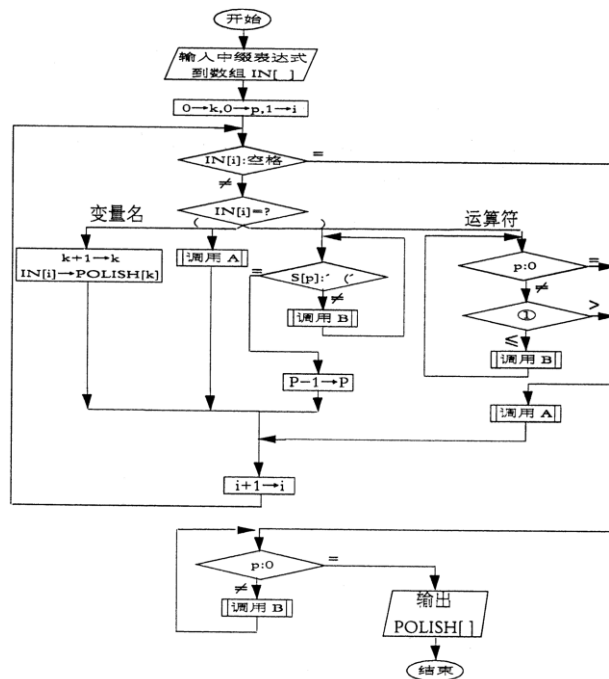 开始
输入中缀表达式
到数组 IN[ ]
0→k,0→p,1→i
IN[i]:空格
=
≠
IN[i]=?
变量名
(
)
运算符
k+1→k
IN[i]→POLISH[k]
调用 A
S[p]:′ (′
=
≠
调用 B
P-1→P
p:0
=
≠
①
>
≤
调用 B
调用 A
i+1→i
p:0
=
≠
调用 B
输出
POLISH[ ]
结束